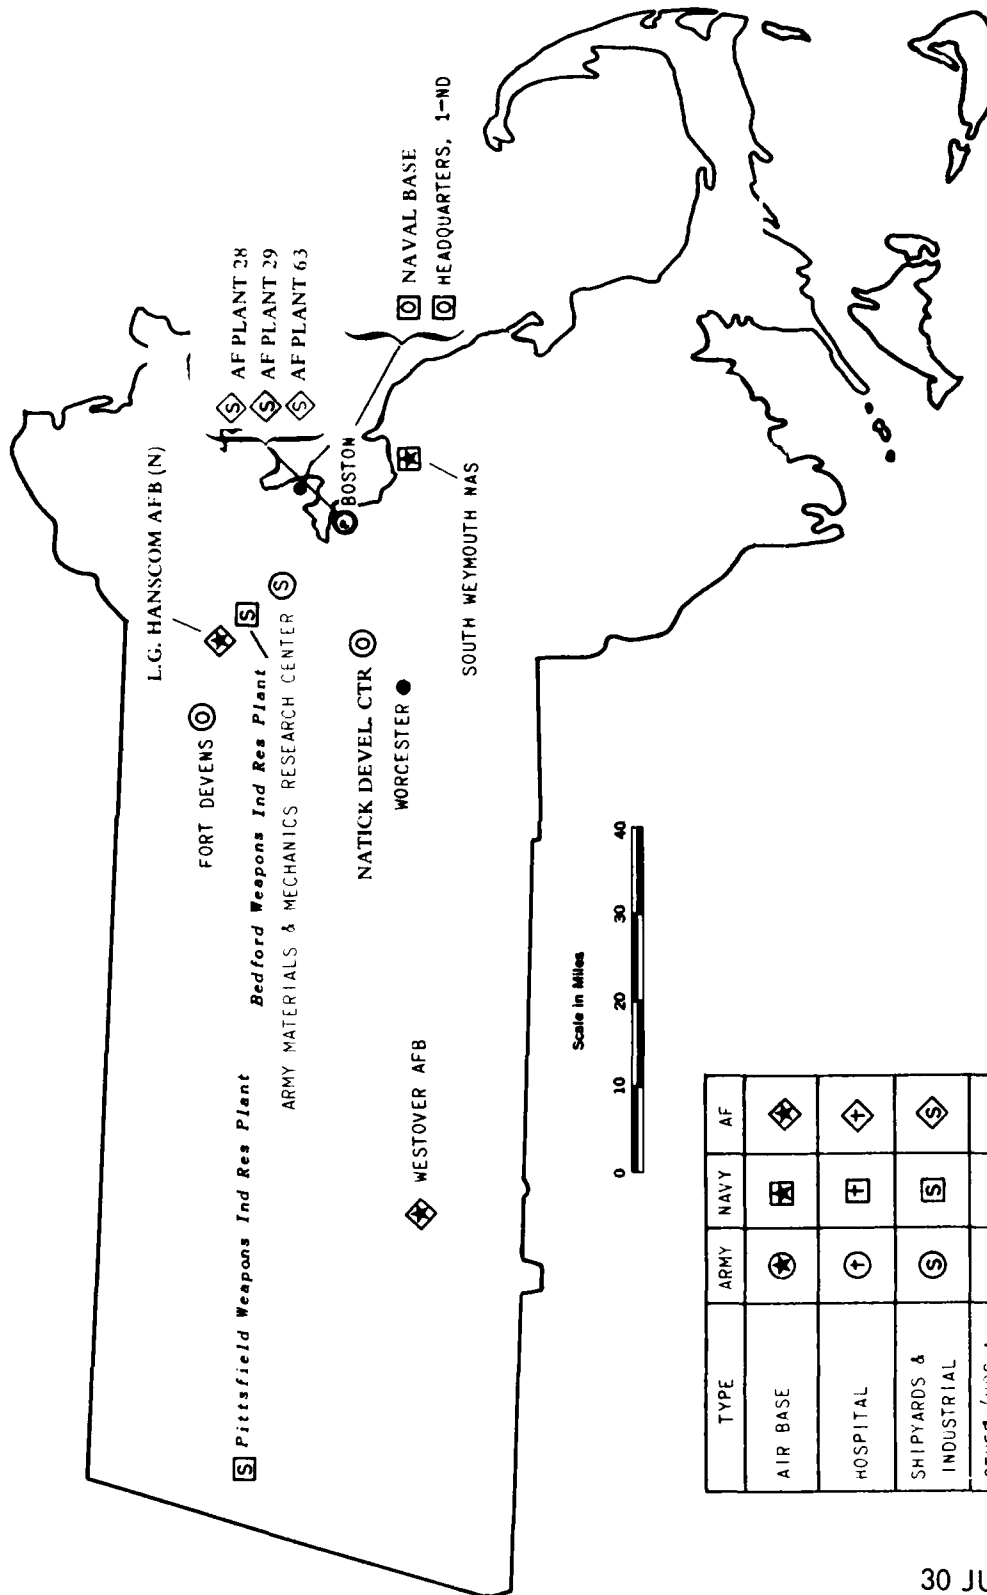 L.G. HANSCOM AFB (N)
FORT DEVENS
AF PLANT 28
AF PLANT 29
AF PLANT 63
S Pittsfield Weapons Ind Res Plant
Bedford Weapons Ind Res Plant
S
ARMY MATERIALS & MECHANICS RESEARCH CENTER
BOSTON
NAVAL BASE
HEADQUARTERS, 1-ND
NATICK DEVEL. CTR
WORCESTER
WESTOVER AFB
SOUTH WEYMOUTH NAS
Scale in Miles
0 10 20 30 40
TYPE ARMY NAVY AF
AIR BASE
HOSPITAL
SHIPYARDS &
INDUSTRIAL S S S
30